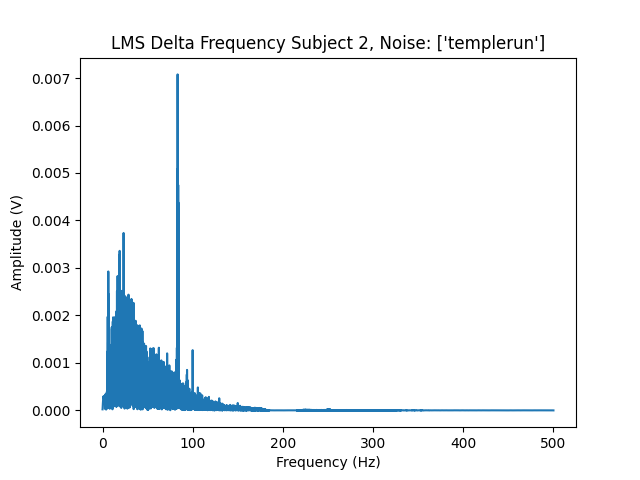 LMS Delta Frequency Subject 2, Noise: ['templerun']
0.007
0.006
0.005
0.004
0.003
0.002
0.001
0.000
Amplitude (V)
0 100 200 300 400 500
Frequency (Hz)